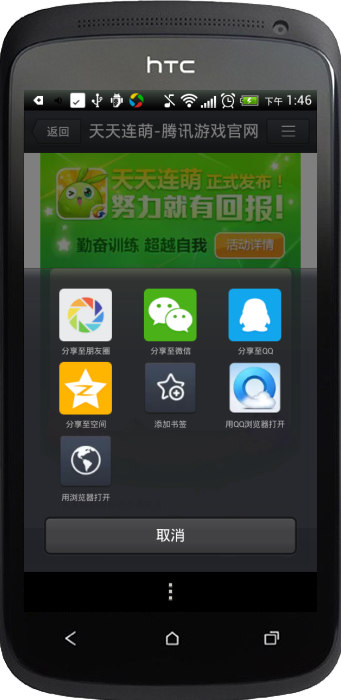 htc
下午 1:46
返回
天天连萌-腾讯游戏官网
天天连萌 正式发布!
努力就有回报!
勤奋训练 超越自我
活动详情
分享至朋友圈
分享至微信
分享至QQ
分享至空间
添加书签
用QQ浏览器打开
用浏览器打开
取消